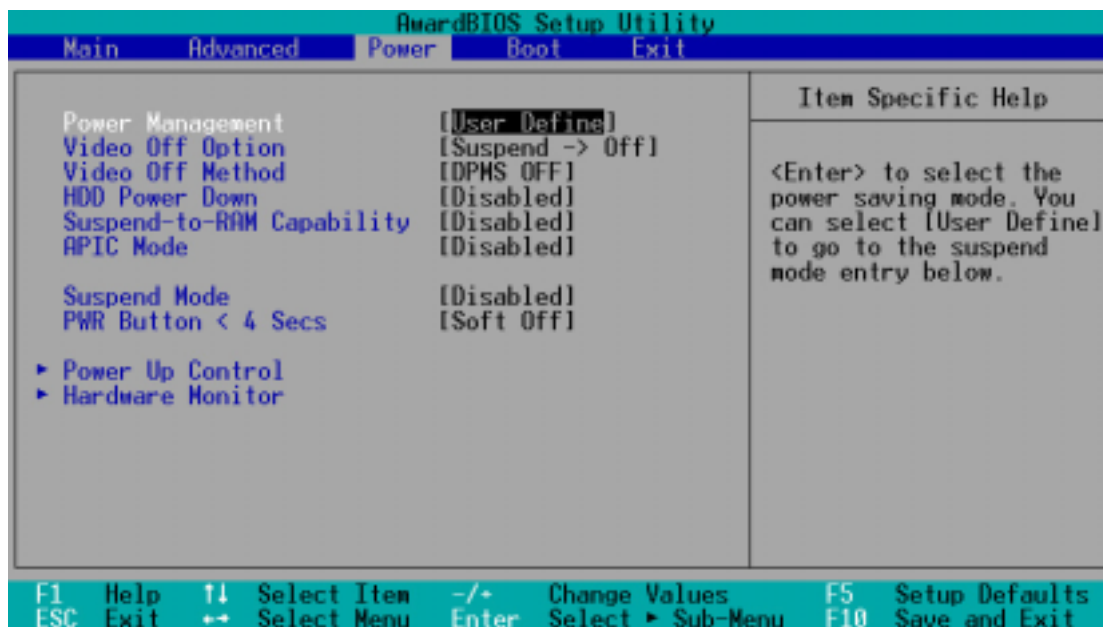 AwardBIOS Setup Utility
Main Advanced Power Boot Exit
Power Management [User Define]
Video Off Option [Suspend -> Off]
Video Off Method [DPMS OFF]
HDD Power Down [Disabled]
Suspend-to-RAM Capability [Disabled]
APIC Mode [Disabled]
Suspend Mode [Disabled]
PWR Button < 4 Secs [Soft Off]
► Power Up Control
► Hardware Monitor
Item Specific Help
<Enter> to select the
power saving mode. You
can select [User Define]
to go to the suspend
mode entry below.
F1 Help ↑↓ Select Item -/+ Change Values F5 Setup Defaults
ESC Exit ←→ Select Menu Enter Select ► Sub-Menu F10 Save and Exit